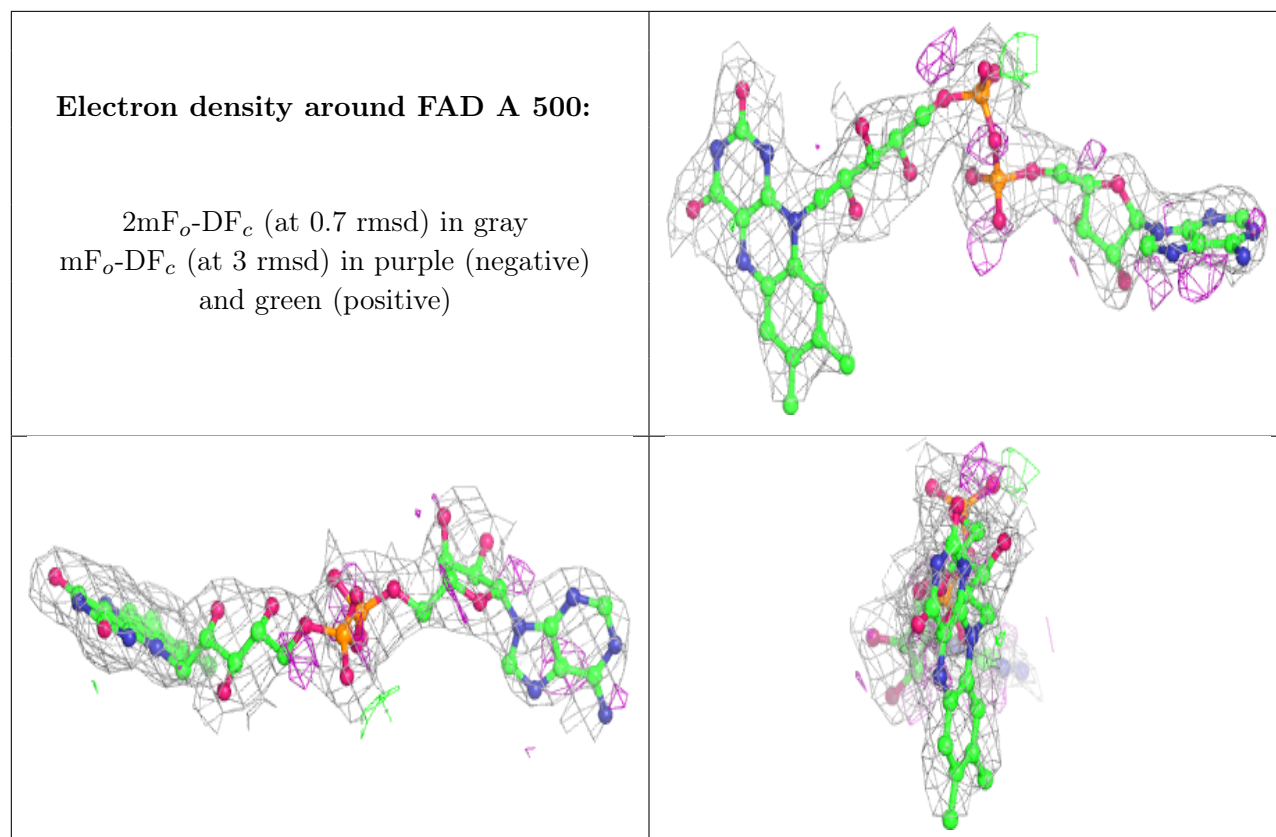 Electron density around FAD A 500:
2mFo-DFc (at 0.7 rmsd) in gray
mFo-DFc (at 3 rmsd) in purple (negative)
and green (positive)